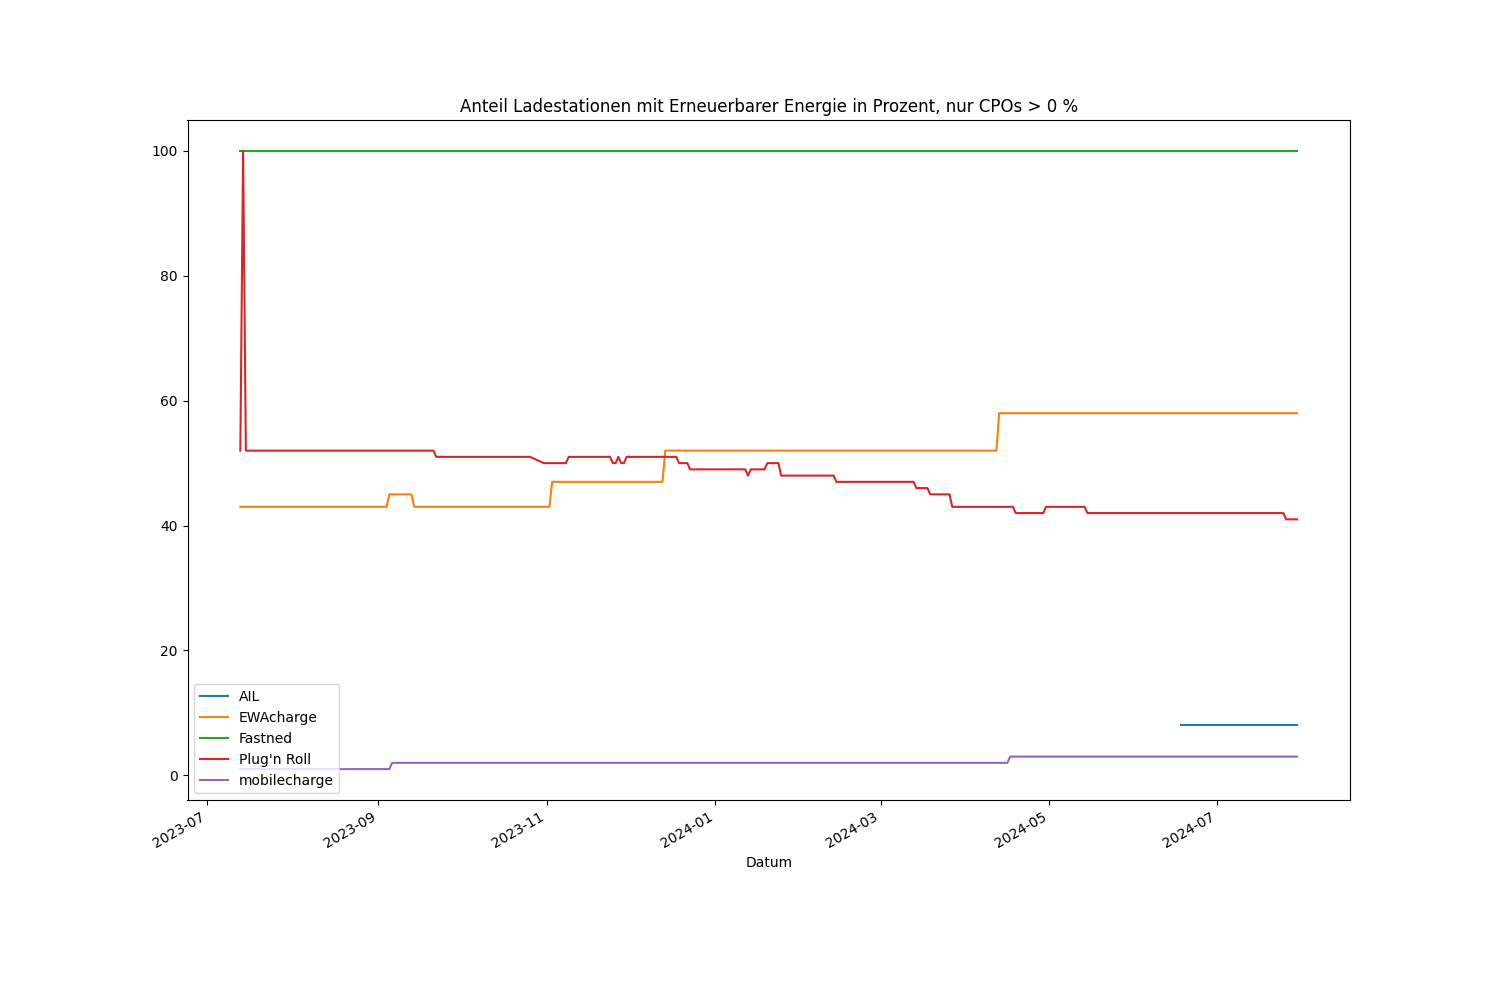 Anteil Ladestationen mit Erneuerbarer Energie in Prozent, nur CPOs > 0 %
100
80
60
40
20
0
AIL
EWAcharge
Fastned
Plug'n Roll
mobilecharge
2023-07
2023-09
2023-11
2024-01
2024-03
2024-05
2024-07
Datum